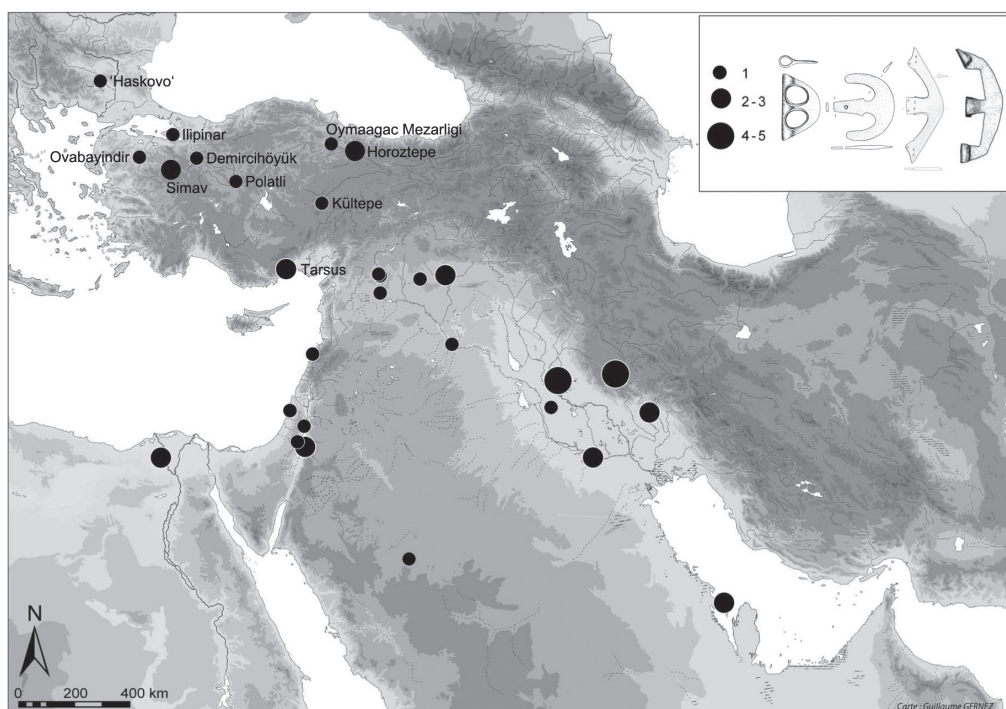 'Haskovo'
Ilipinar
Oymaagac Mezarligi
Ovabayindir
Demircihöyük
Horoztepe
Simav
Polatli
Kültepe
Tarsus
1
2-3
4-5
N
0 200 400 km
Carte : Guillaume GERNEZ